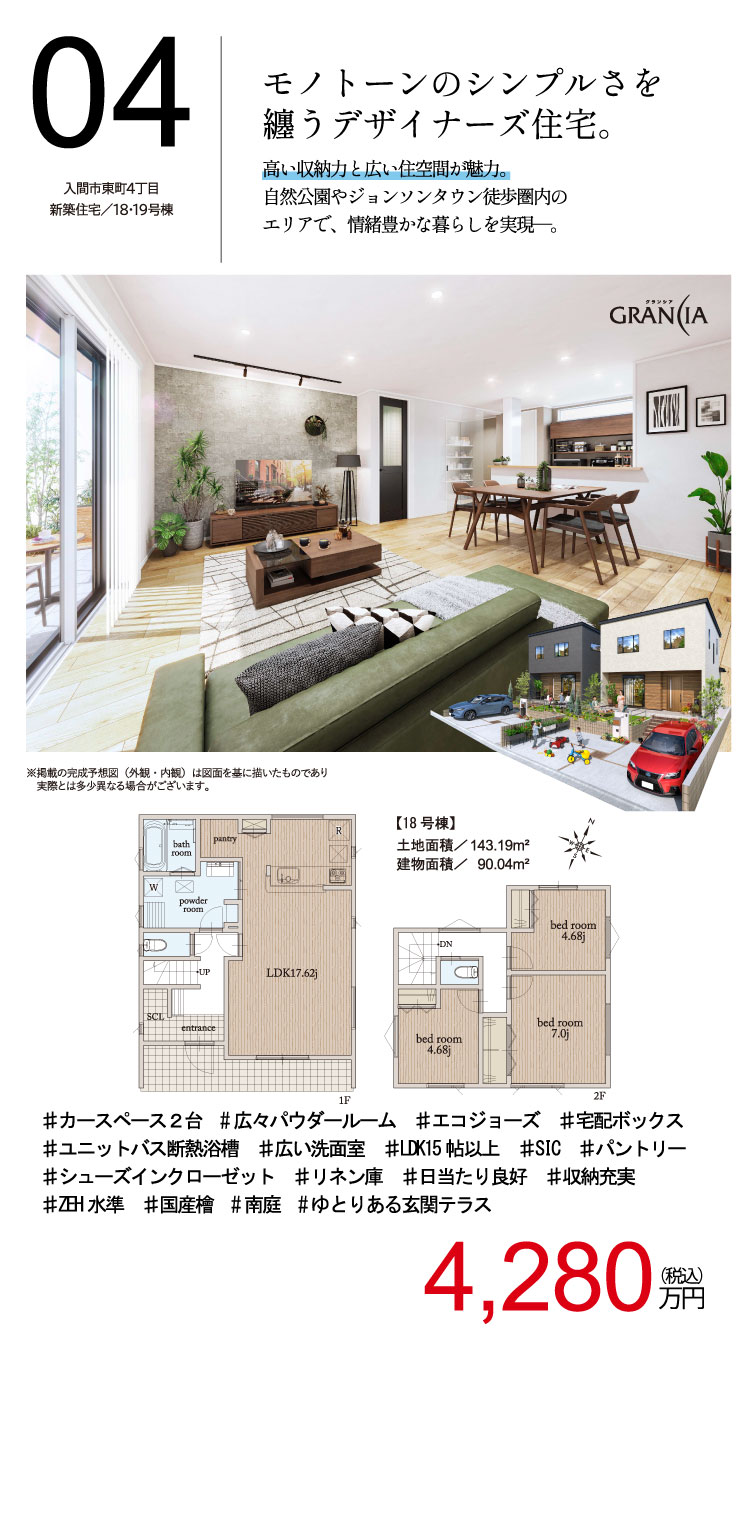 04
入間市東町4丁目
新築住宅／18・19号棟
モノトーンのシンプルさを
纏うデザイナーズ住宅。
高い収納力と広い住空間が魅力。
自然公園やジョンソンタウン徒歩圏内の
エリアで、情緒豊かな暮らしを実現―。
グランシア
GRANCIA
※掲載の完成予想図（外観・内観）は図面を基に描いたものであり
実際とは多少異なる場合がございます。
【18号棟】
土地面積／143.19m²
建物面積／ 90.04m²
N
E
W
S
bath
room
pantry
R
W
powder
room
UP
LDK17.62j
SCL
entrance
1F
DN
bed room
4.68j
bed room
4.68j
bed room
7.0j
2F
＃カースペース２台 ＃広々パウダールーム ＃エコジョーズ ＃宅配ボックス
＃ユニットバス断熱浴槽 ＃広い洗面室 ＃LDK15帖以上 ＃SIC ＃パントリー
＃シューズインクローゼット ＃リネン庫 ＃日当たり良好 ＃収納充実
＃ZEH水準 ＃国産檜 ＃南庭 ＃ゆとりある玄関テラス
4,280万円（税込）